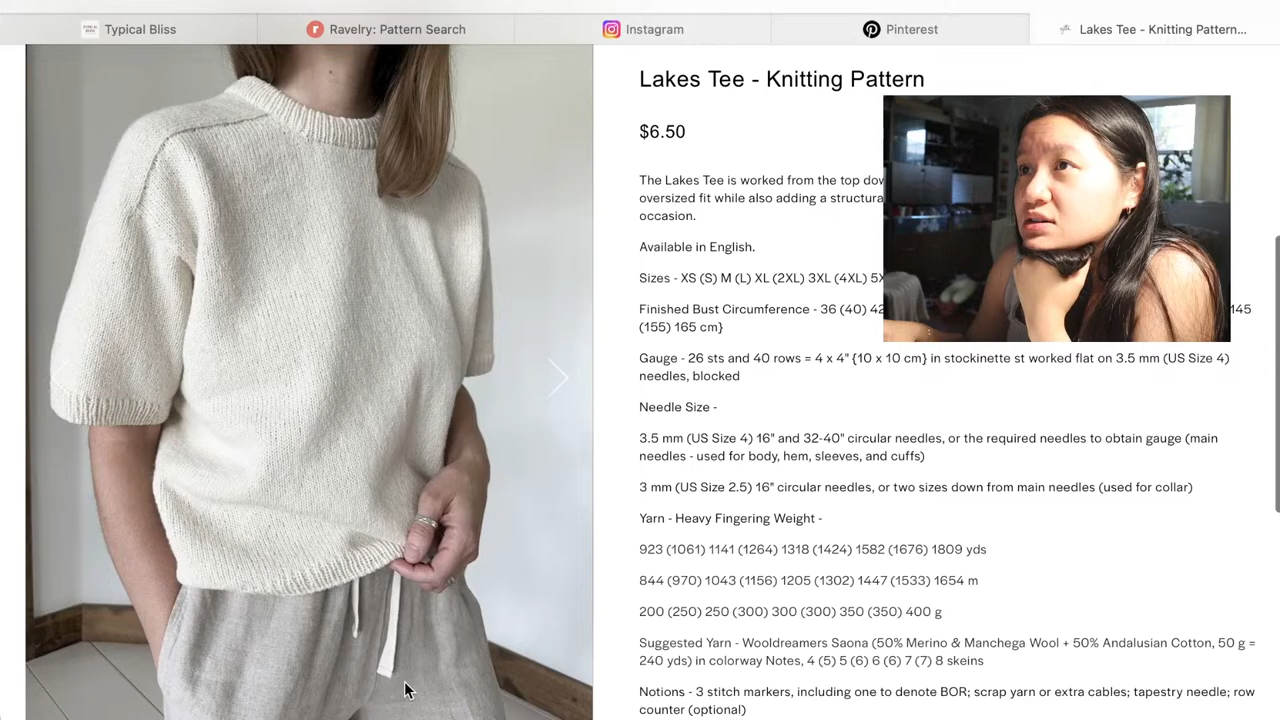 Typical Bliss
Ravelry: Pattern Search
Instagram
Pinterest
Lakes Tee - Knitting Pattern...
Lakes Tee - Knitting Pattern
$6.50
The Lakes Tee is worked from the top
oversized fit while also adding a
occasion.
Available in English.
Sizes - XS (S) M (L) XL (2XL) 3XL (4XL)
Finished Bust Circumference - 36 (40) 145
(155) 165 cm}
Gauge - 26 sts and 40 rows = 4 x 4" {10 x 10 cm} in stockinette st worked flat on 3.5 mm (US Size 4)
needles, blocked
Needle Size -
3.5 mm (US Size 4) 16" and 32-40" circular needles, or the required needles to obtain gauge (main
needles - used for body, hem, sleeves, and cuffs)
3 mm (US Size 2.5) 16" circular needles, or two sizes down from main needles (used for collar)
Yarn - Heavy Fingering Weight -
923 (1061) 1141 (1264) 1318 (1424) 1582 (1676) 1809 yds
844 (970) 1043 (1156) 1205 (1302) 1447 (1533) 1654 m
200 (250) 250 (300) 300 (300) 350 (350) 400 g
Suggested Yarn - Wooldreamers Saona (50% Merino & Manchega Wool + 50% Andalusian Cotton, 50 g =
240 yds) in colorway Notes, 4 (5) 5 (6) 6 (6) 7 (7) 8 skeins
Notions - 3 stitch markers, including one to denote BOR; scrap yarn or extra cables; tapestry needle; row
counter (optional)